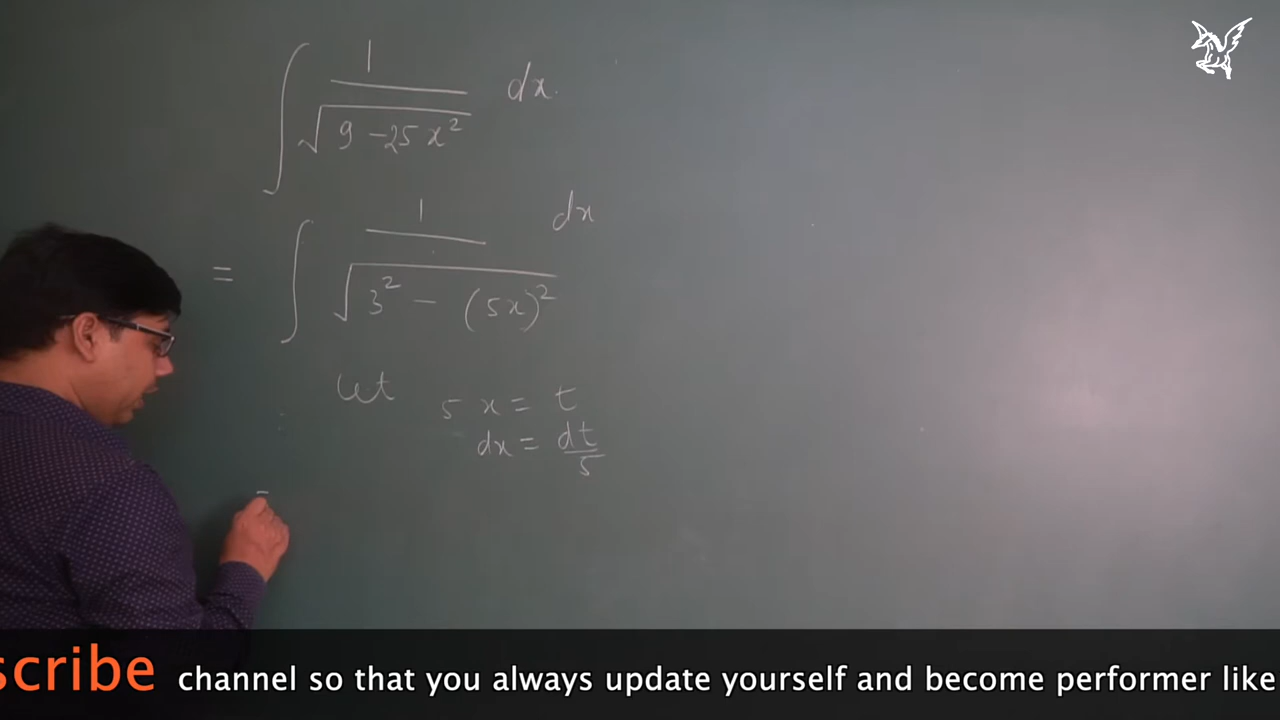 ∫ 1/√(9 - 25x²) dx
= ∫ 1/√(3² - (5x)²) dx
Let 5x = t
dx = dt/5
scribe channel so that you always update yourself and become performer like